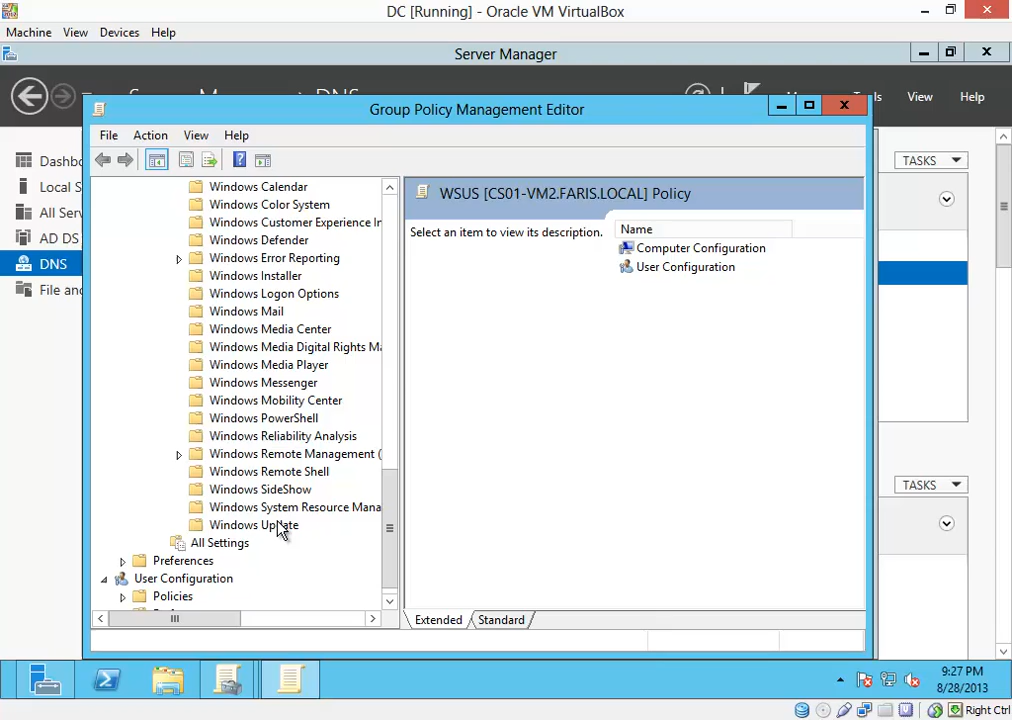 DC [Running] - Oracle VM VirtualBox
Machine View Devices Help
Server Manager
DNS
View Help
Dashbo
Local S
All Serv
AD DS
DNS
File and
TASKS
TASKS
Group Policy Management Editor
File Action View Help
Windows Calendar
Windows Color System
Windows Customer Experience Ir
Windows Defender
Windows Error Reporting
Windows Installer
Windows Logon Options
Windows Mail
Windows Media Center
Windows Media Digital Rights Ma
Windows Media Player
Windows Messenger
Windows Mobility Center
Windows PowerShell
Windows Reliability Analysis
Windows Remote Management (
Windows Remote Shell
Windows SideShow
Windows System Resource Mana
Windows Update
All Settings
Preferences
User Configuration
Policies
WSUS [CS01-VM2.FARIS.LOCAL] Policy
Select an item to view its description.
Name
Computer Configuration
User Configuration
Extended Standard
9:27 PM
8/28/2013
Right Ctrl